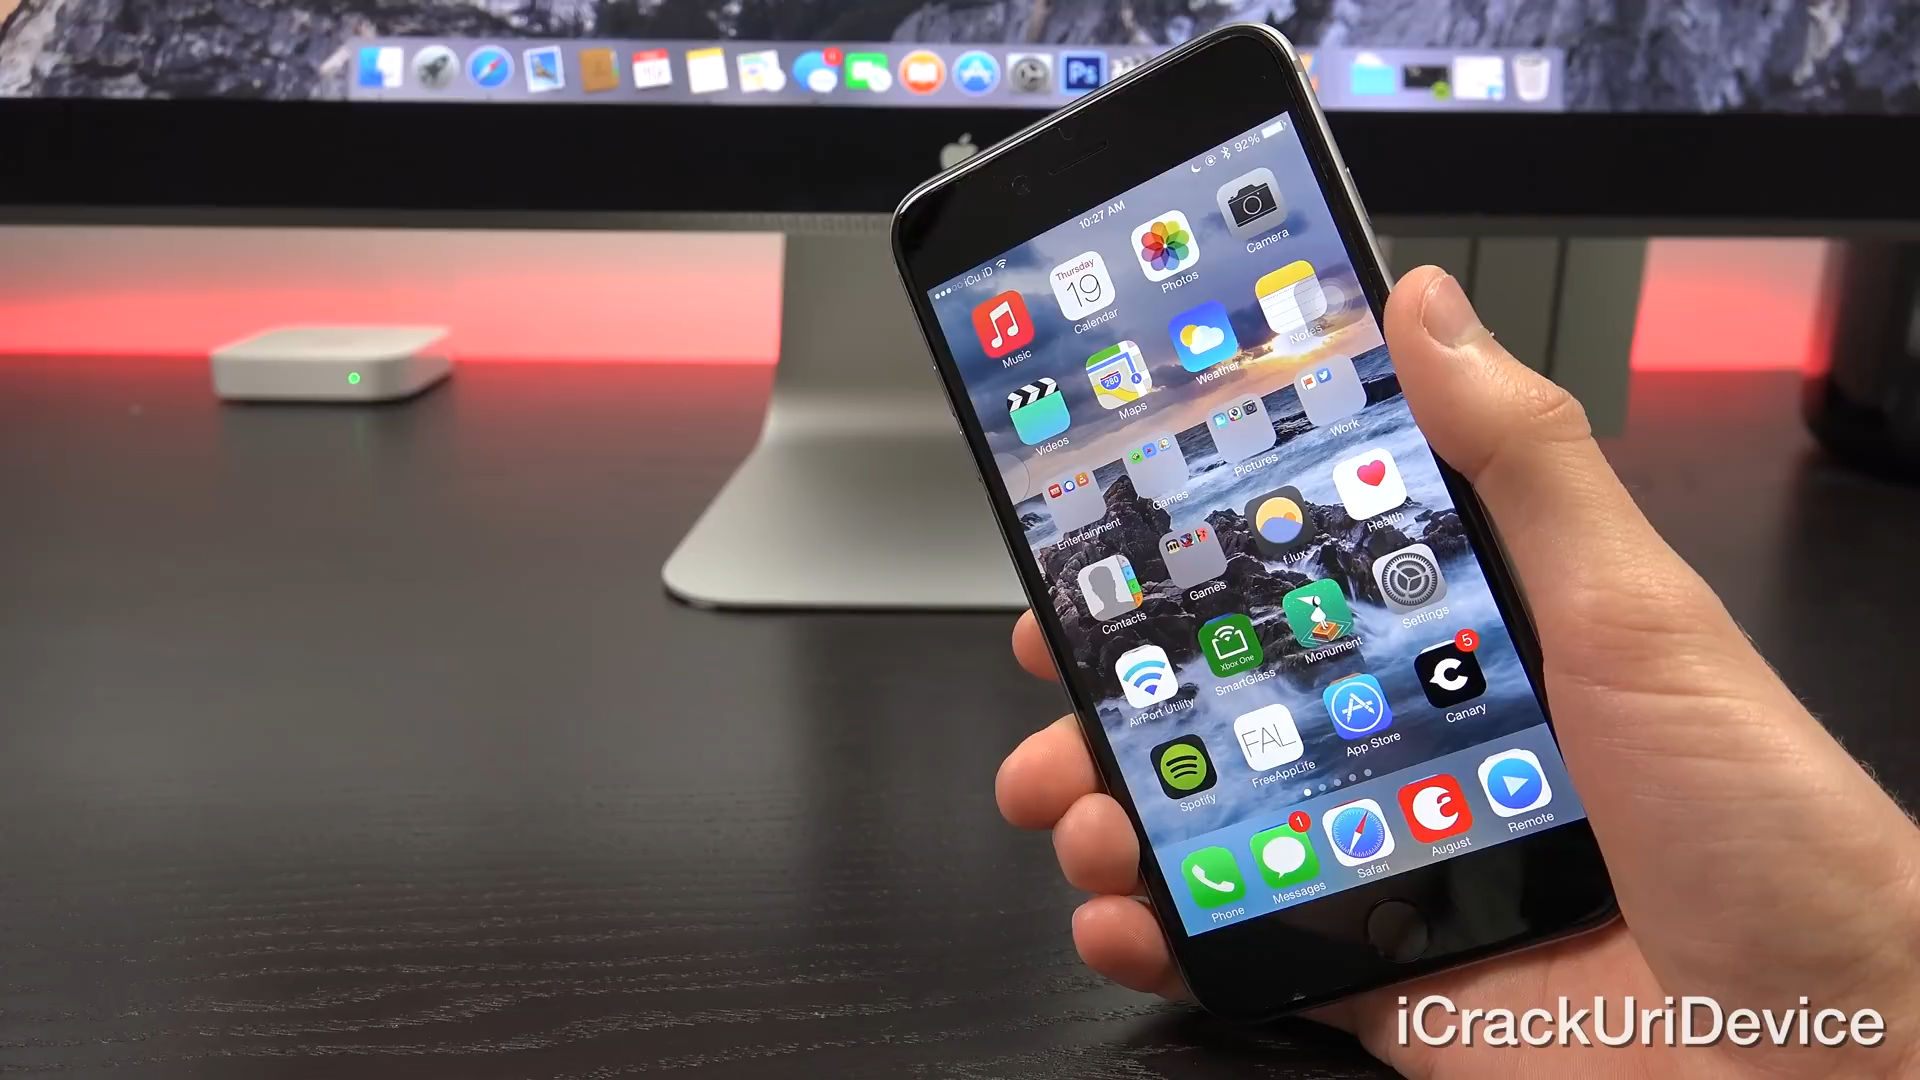 Ps
iCu iD
10:27 AM
92%
Music
Thursday
19
Calendar
Photos
Camera
Videos
280
Maps
Weather
Notes
Entertainment
Games
Pictures
Work
Contacts
Games
f.lux
Health
AirPort Utility
Xbox One
SmartGlass
Monument
Settings
Spotify
FAL
FreeAppLife
App Store
5
Canary
Phone
1
Messages
Safari
August
Remote
iCrackUriDevice